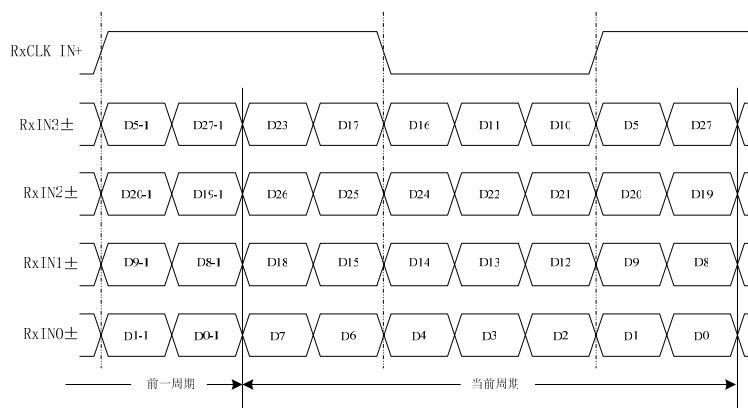 RxCLK IN+
RxIN3± D5-1 D27-1 D23 D17 D16 D11 D10 D5 D27
RxIN2± D20-1 D19-1 D26 D25 D24 D22 D21 D20 D19
RxIN1± D9-1 D8-1 D18 D15 D14 D13 D12 D9 D8
RxIN0± D1-1 D0-1 D7 D6 D4 D3 D2 D1 D0
前一周期 当前周期